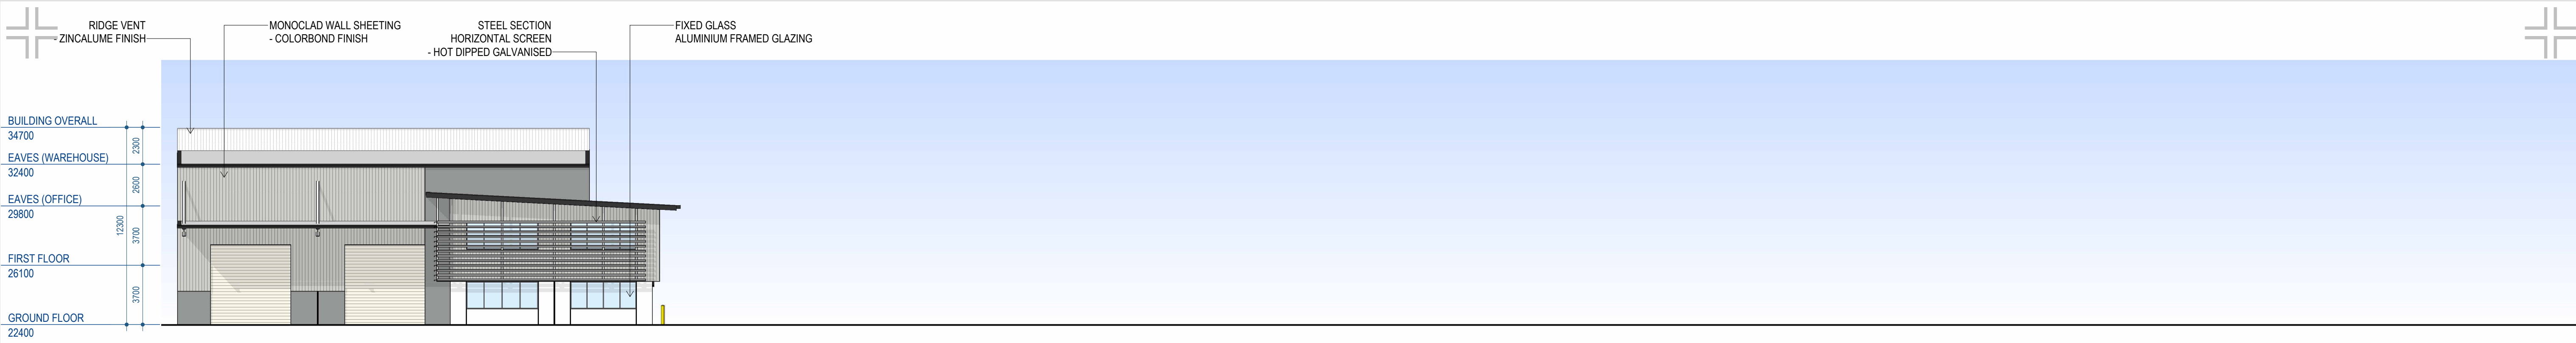 RIDGE VENT
- ZINCALUME FINISH
MONOCLAD WALL SHEETING
- COLORBOND FINISH
STEEL SECTION
HORIZONTAL SCREEN
- HOT DIPPED GALVANISED
FIXED GLASS
ALUMINIUM FRAMED GLAZING
BUILDING OVERALL
34700
2300
EAVES (WAREHOUSE)
32400
2600
EAVES (OFFICE)
29800
12300
3700
FIRST FLOOR
26100
3700
GROUND FLOOR
22400